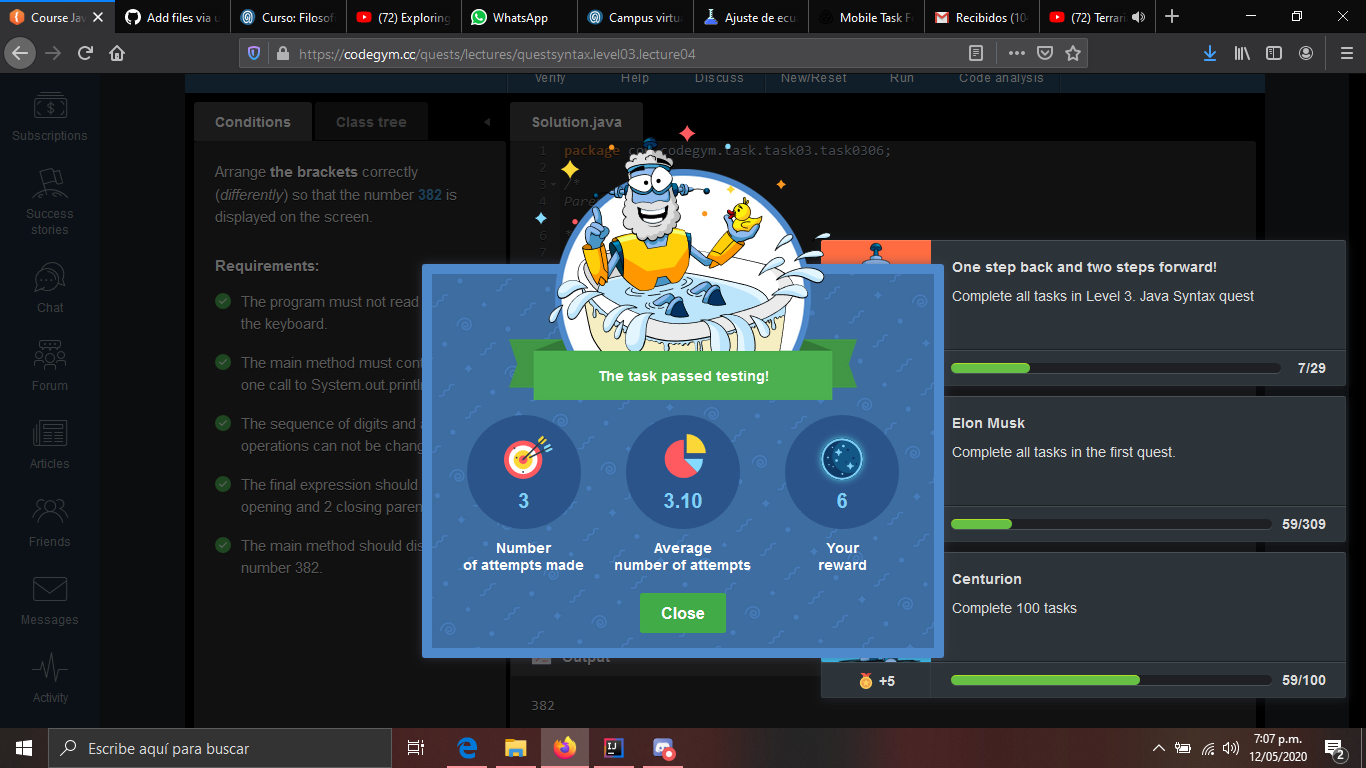 Course Jav
Add files via u
Curso: Filosof
(72) Exploring
WhatsApp
Campus virtu
Ajuste de ecu
Mobile Task F
Recibidos (10
(72) Terrari
https://codegym.cc/quests/lectures/questsyntax.level03.lecture04
Verify
Help
Discuss
New/Reset
Run
Code analysis
Subscriptions
Success
stories
Chat
Forum
Articles
Friends
Messages
Activity
Conditions
Class tree
Arrange the brackets correctly
(differently) so that the number 382 is
displayed on the screen.
Requirements:
The program must not read
the keyboard.
The main method must cont
one call to System.out.println
The sequence of digits and a
operations can not be chang
The final expression should
opening and 2 closing paren
The main method should dis
number 382.
Solution.java
1 package com.codegym.task.task03.task0306;
2
3 /*
4 Pare
6
7
The task passed testing!
3
Number
of attempts made
3.10
Average
number of attempts
6
Your
reward
Close
Output
382
One step back and two steps forward!
Complete all tasks in Level 3. Java Syntax quest
7/29
Elon Musk
Complete all tasks in the first quest.
59/309
Centurion
Complete 100 tasks
+5
59/100
Escribe aquí para buscar
7:07 p.m.
12/05/2020
2